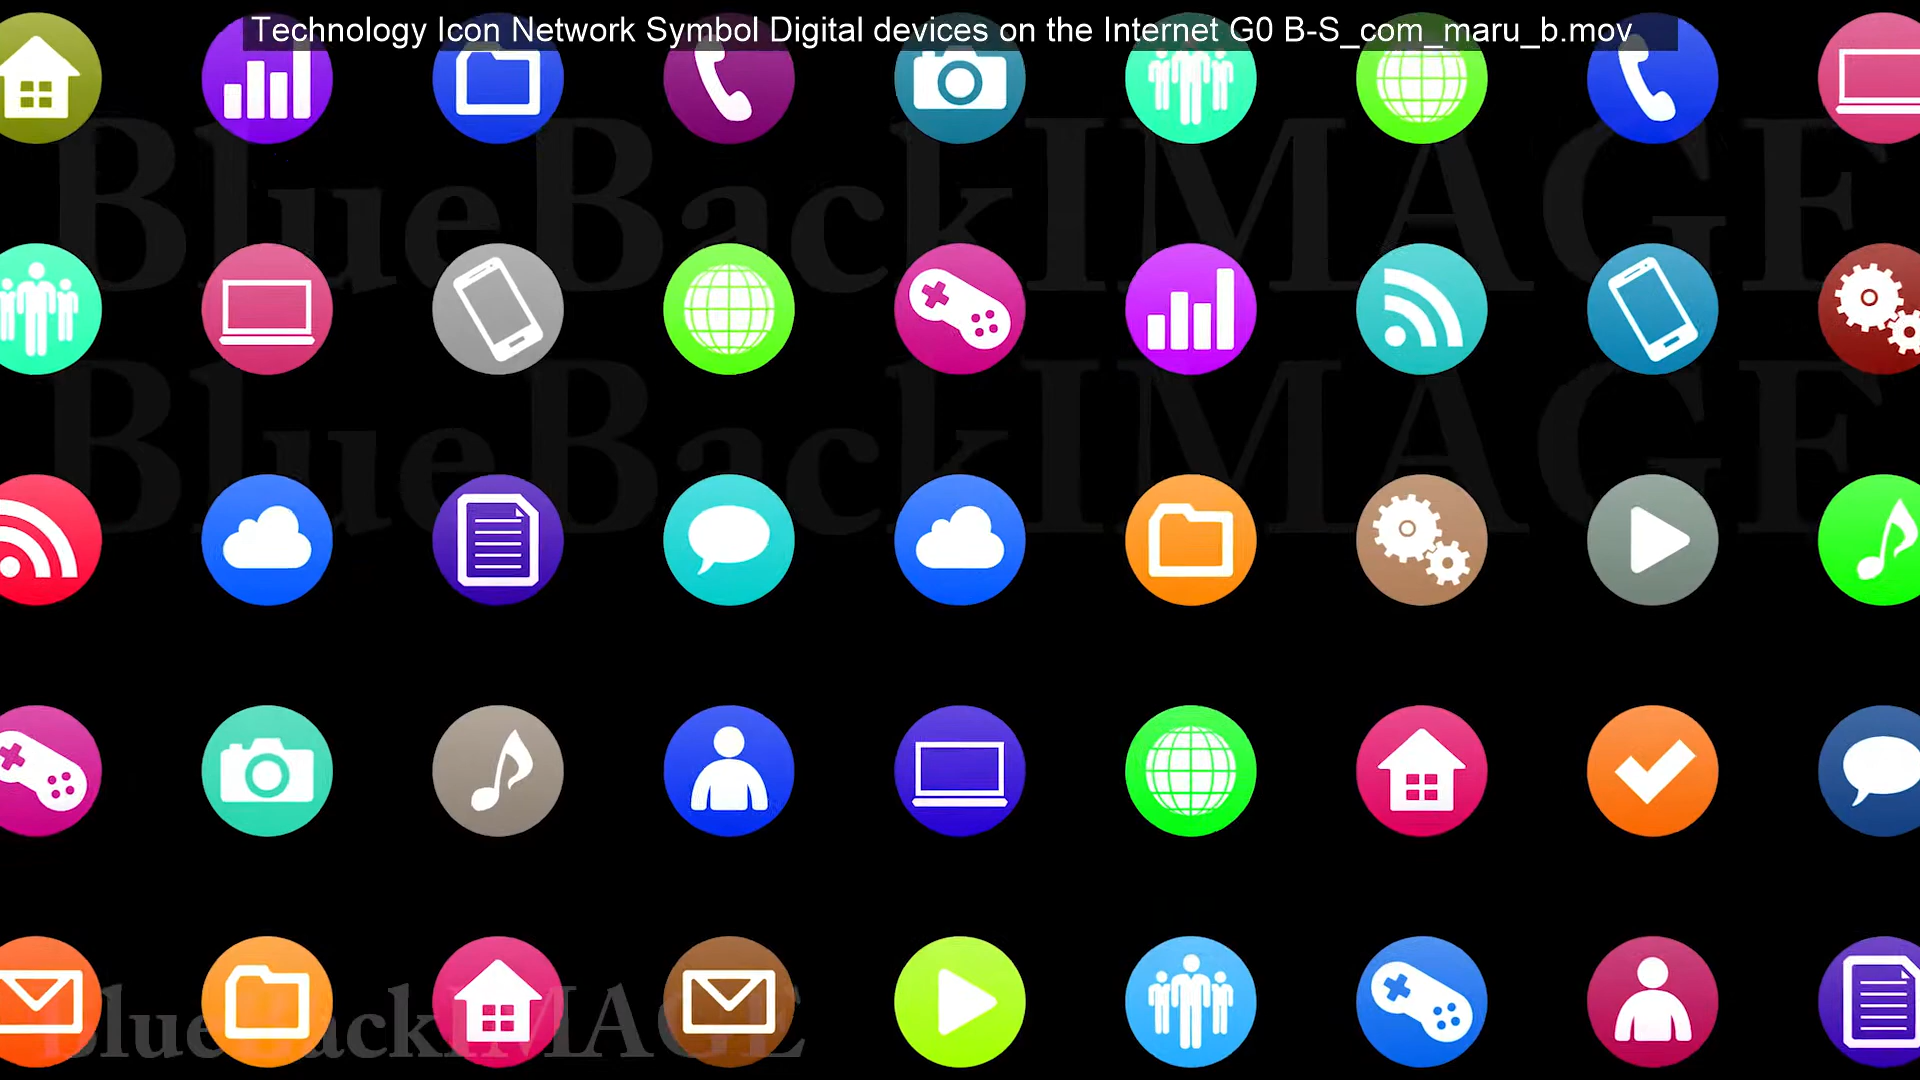 Technology Icon Network Symbol Digital devices on the Internet G0 B-S_com_maru_b.mov
BlueBackIMAGE
BlueBackIMAGE
BlueBackIMAGE